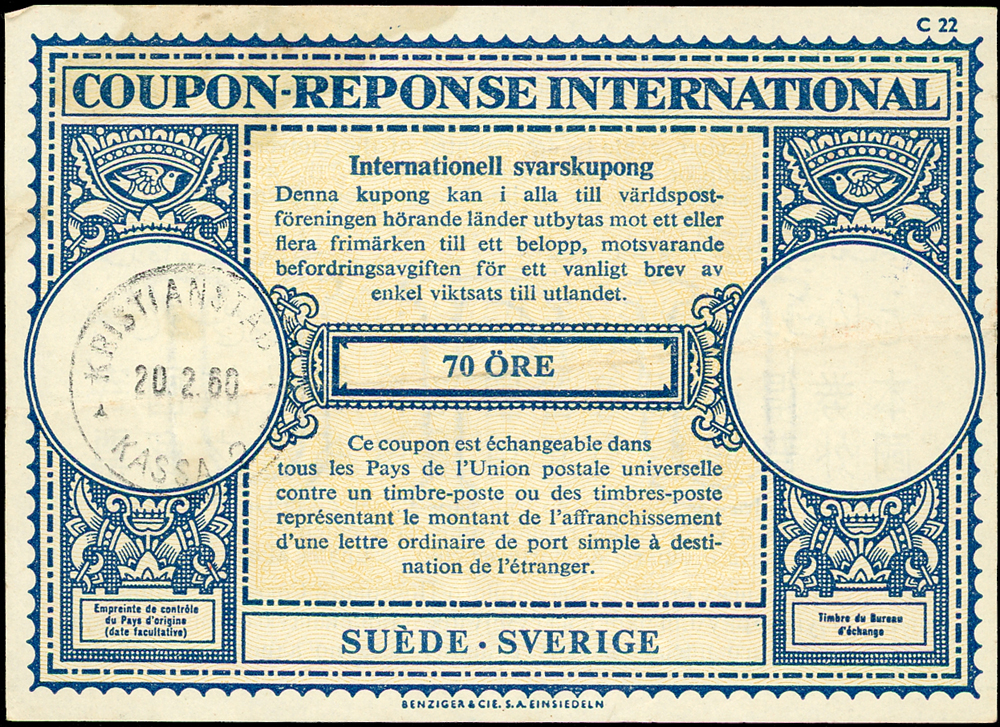 C 22
COUPON-REPONSE INTERNATIONAL
Internationell svarskupong
Denna kupong kan i alla till världspost-
föreningen hörande länder utbytas mot ett eller
flera frimärken till ett belopp, motsvarande
befordringsavgiften för ett vanligt brev av
enkel viktsats till utlandet.
KRISTIANSTAD
20.2.60
KASSA
70 ÖRE
Ce coupon est échangeable dans
tous les Pays de l'Union postale universelle
contre un timbre-poste ou des timbres-poste
représentant le montant de l'affranchissement
d'une lettre ordinaire de port simple à desti-
nation de l'étranger.
Empreinte de contrôle
du Pays d'origine
(date facultative)
Timbre du Bureau
d'échange
SUÈDE · SVERIGE
BENZIGER & CIE. S.A. EINSIEDELN